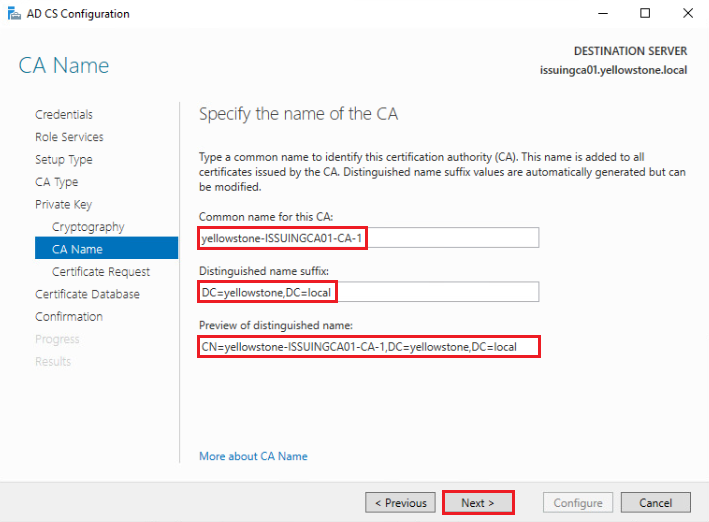 AD CS Configuration
CA Name
DESTINATION SERVER
issuingca01.yellowstone.local
Credentials
Role Services
Setup Type
CA Type
Private Key
Cryptography
CA Name
Certificate Request
Certificate Database
Confirmation
Progress
Results
Specify the name of the CA
Type a common name to identify this certification authority (CA). This name is added to all
certificates issued by the CA. Distinguished name suffix values are automatically generated but can
be modified.
Common name for this CA:
yellowstone-ISSUINGCA01-CA-1
Distinguished name suffix:
DC=yellowstone,DC=local
Preview of distinguished name:
CN=yellowstone-ISSUINGCA01-CA-1,DC=yellowstone,DC=local
More about CA Name
< Previous
Next >
Configure
Cancel